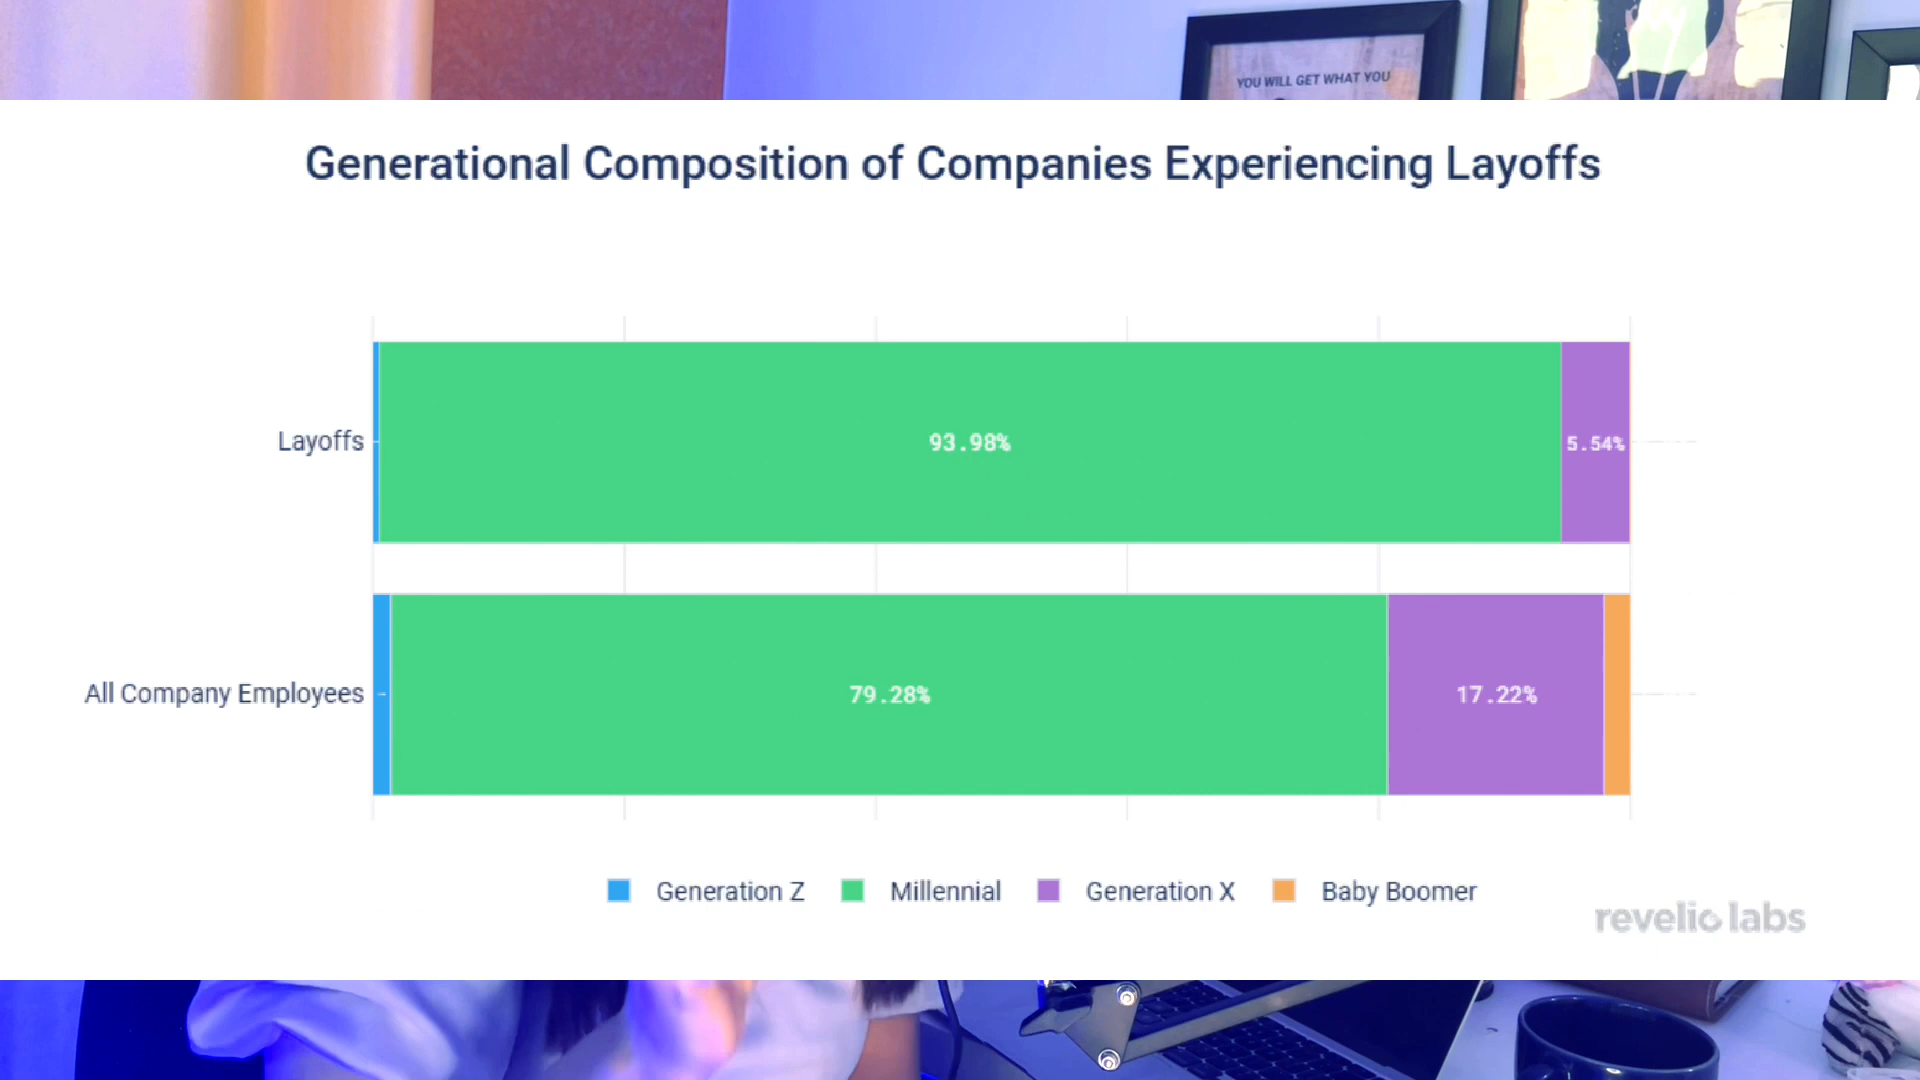 YOU WILL GET WHAT YOU
Generational Composition of Companies Experiencing Layoffs
Layoffs
93.98%
5.54%
All Company Employees
79.28%
17.22%
Generation Z
Millennial
Generation X
Baby Boomer
revelio labs